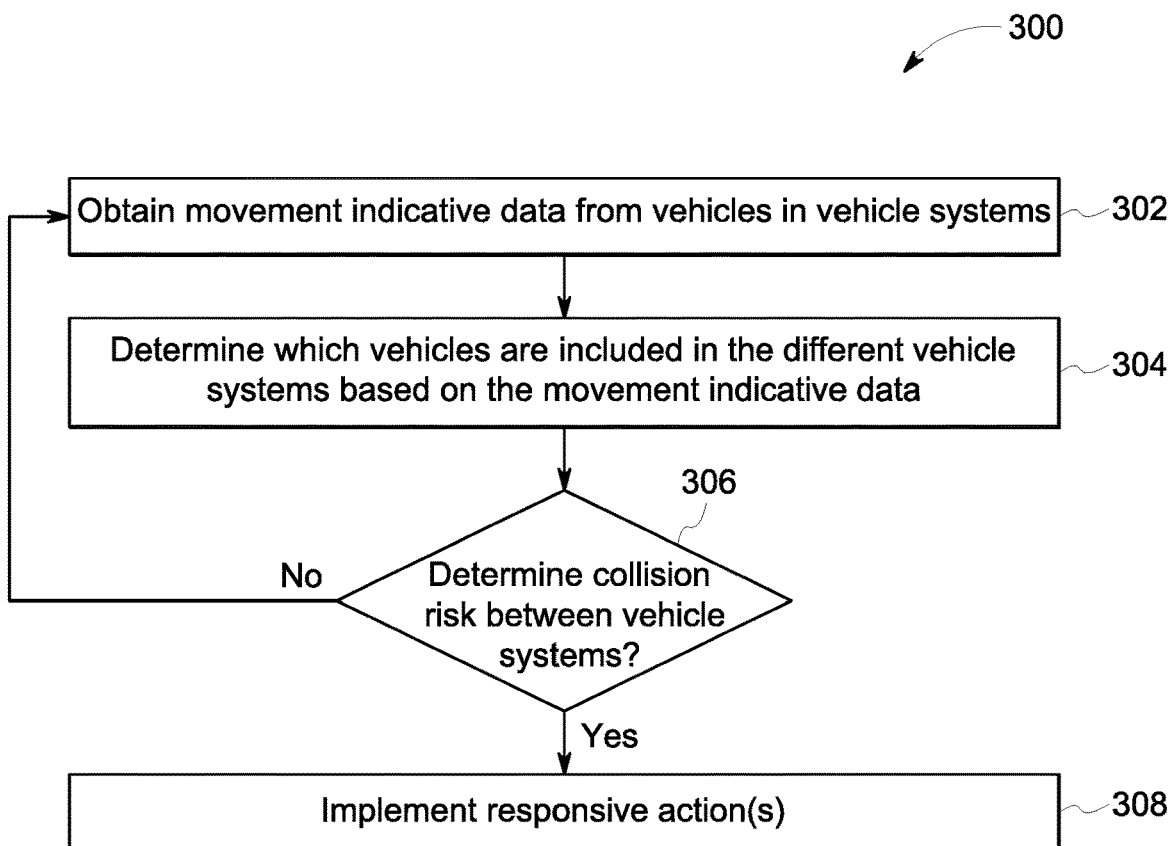 300
Obtain movement indicative data from vehicles in vehicle systems
302
Determine which vehicles are included in the different vehicle
systems based on the movement indicative data
304
306
Determine collision
risk between vehicle
systems?
No
Yes
Implement responsive action(s)
308